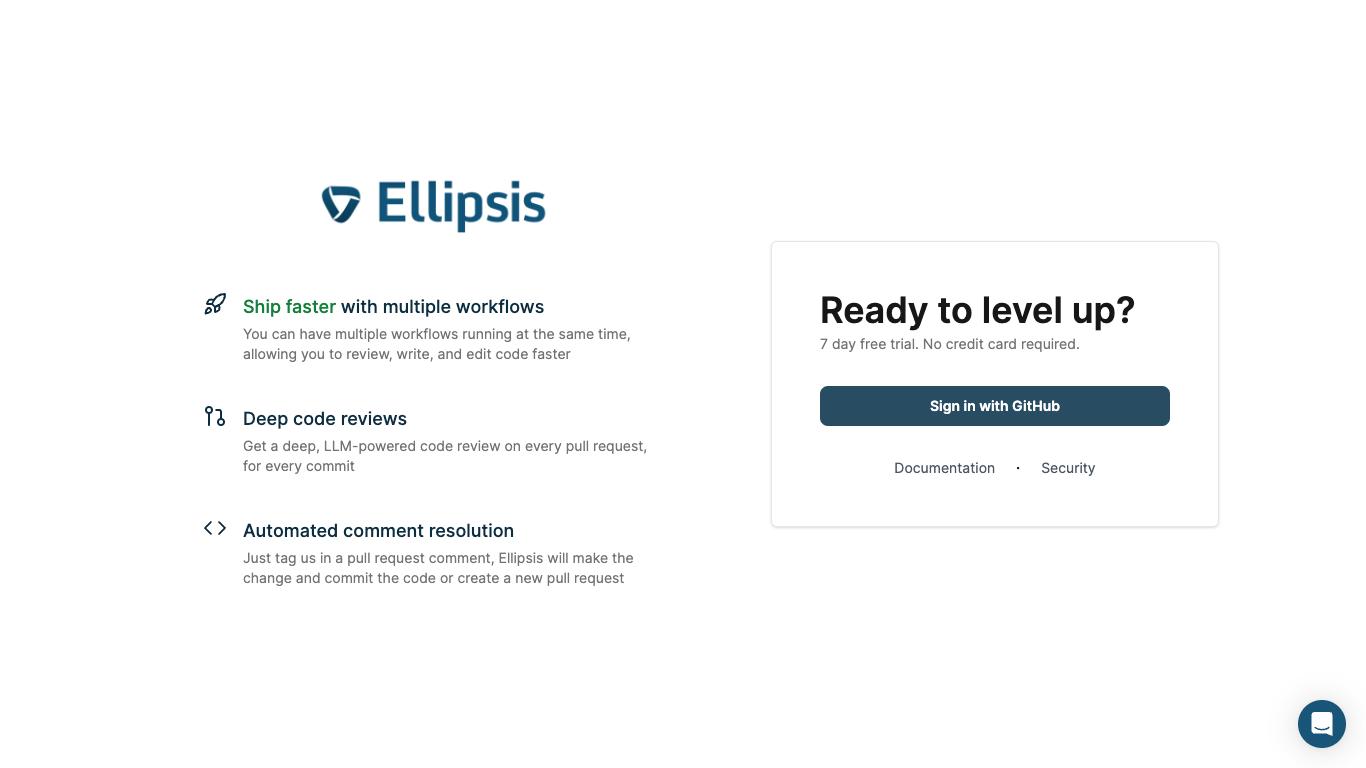 Ellipsis
Ship faster with multiple workflows
You can have multiple workflows running at the same time,
allowing you to review, write, and edit code faster
Deep code reviews
Get a deep, LLM-powered code review on every pull request,
for every commit
Automated comment resolution
Just tag us in a pull request comment, Ellipsis will make the
change and commit the code or create a new pull request
Ready to level up?
7 day free trial. No credit card required.
Sign in with GitHub
Documentation · Security